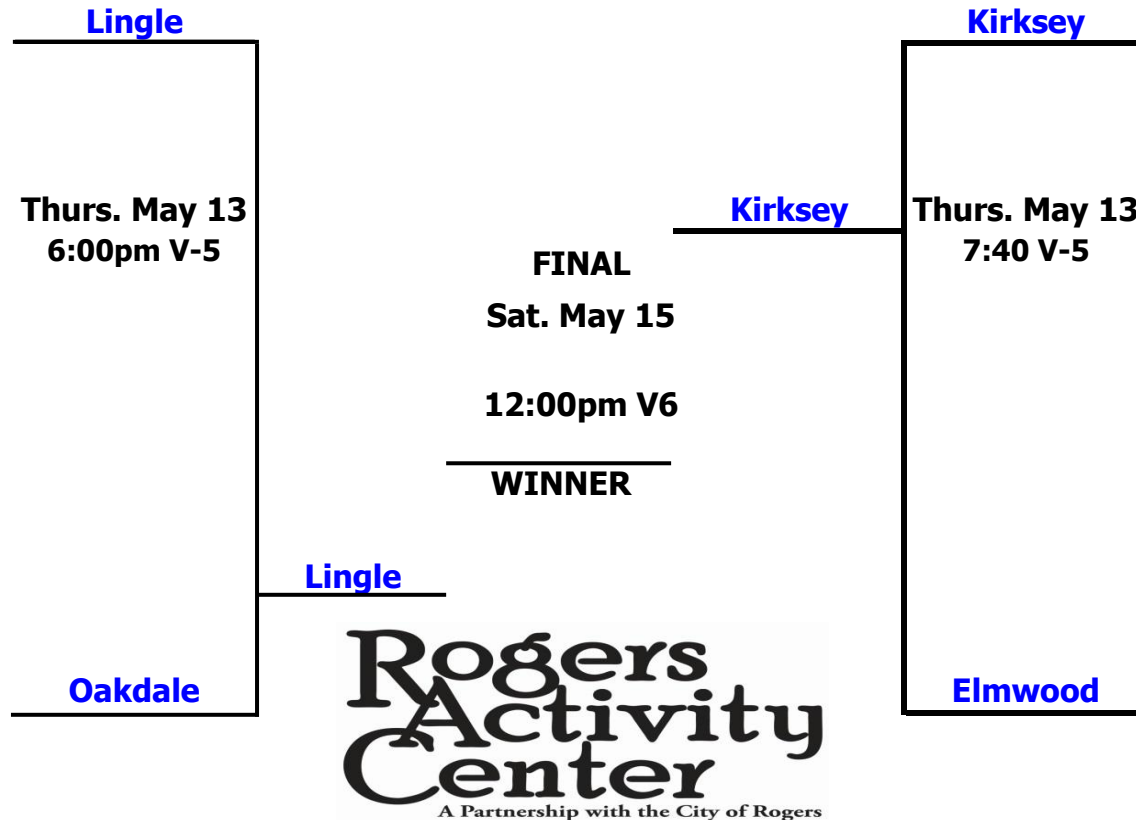 Lingle
Kirksey
Thurs. May 13
6:00pm V-5
Kirksey
Thurs. May 13
7:40 V-5
FINAL
Sat. May 15
12:00pm V6
WINNER
Lingle
Oakdale
Elmwood
Rogers
Activity
Center
A Partnership with the City of Rogers